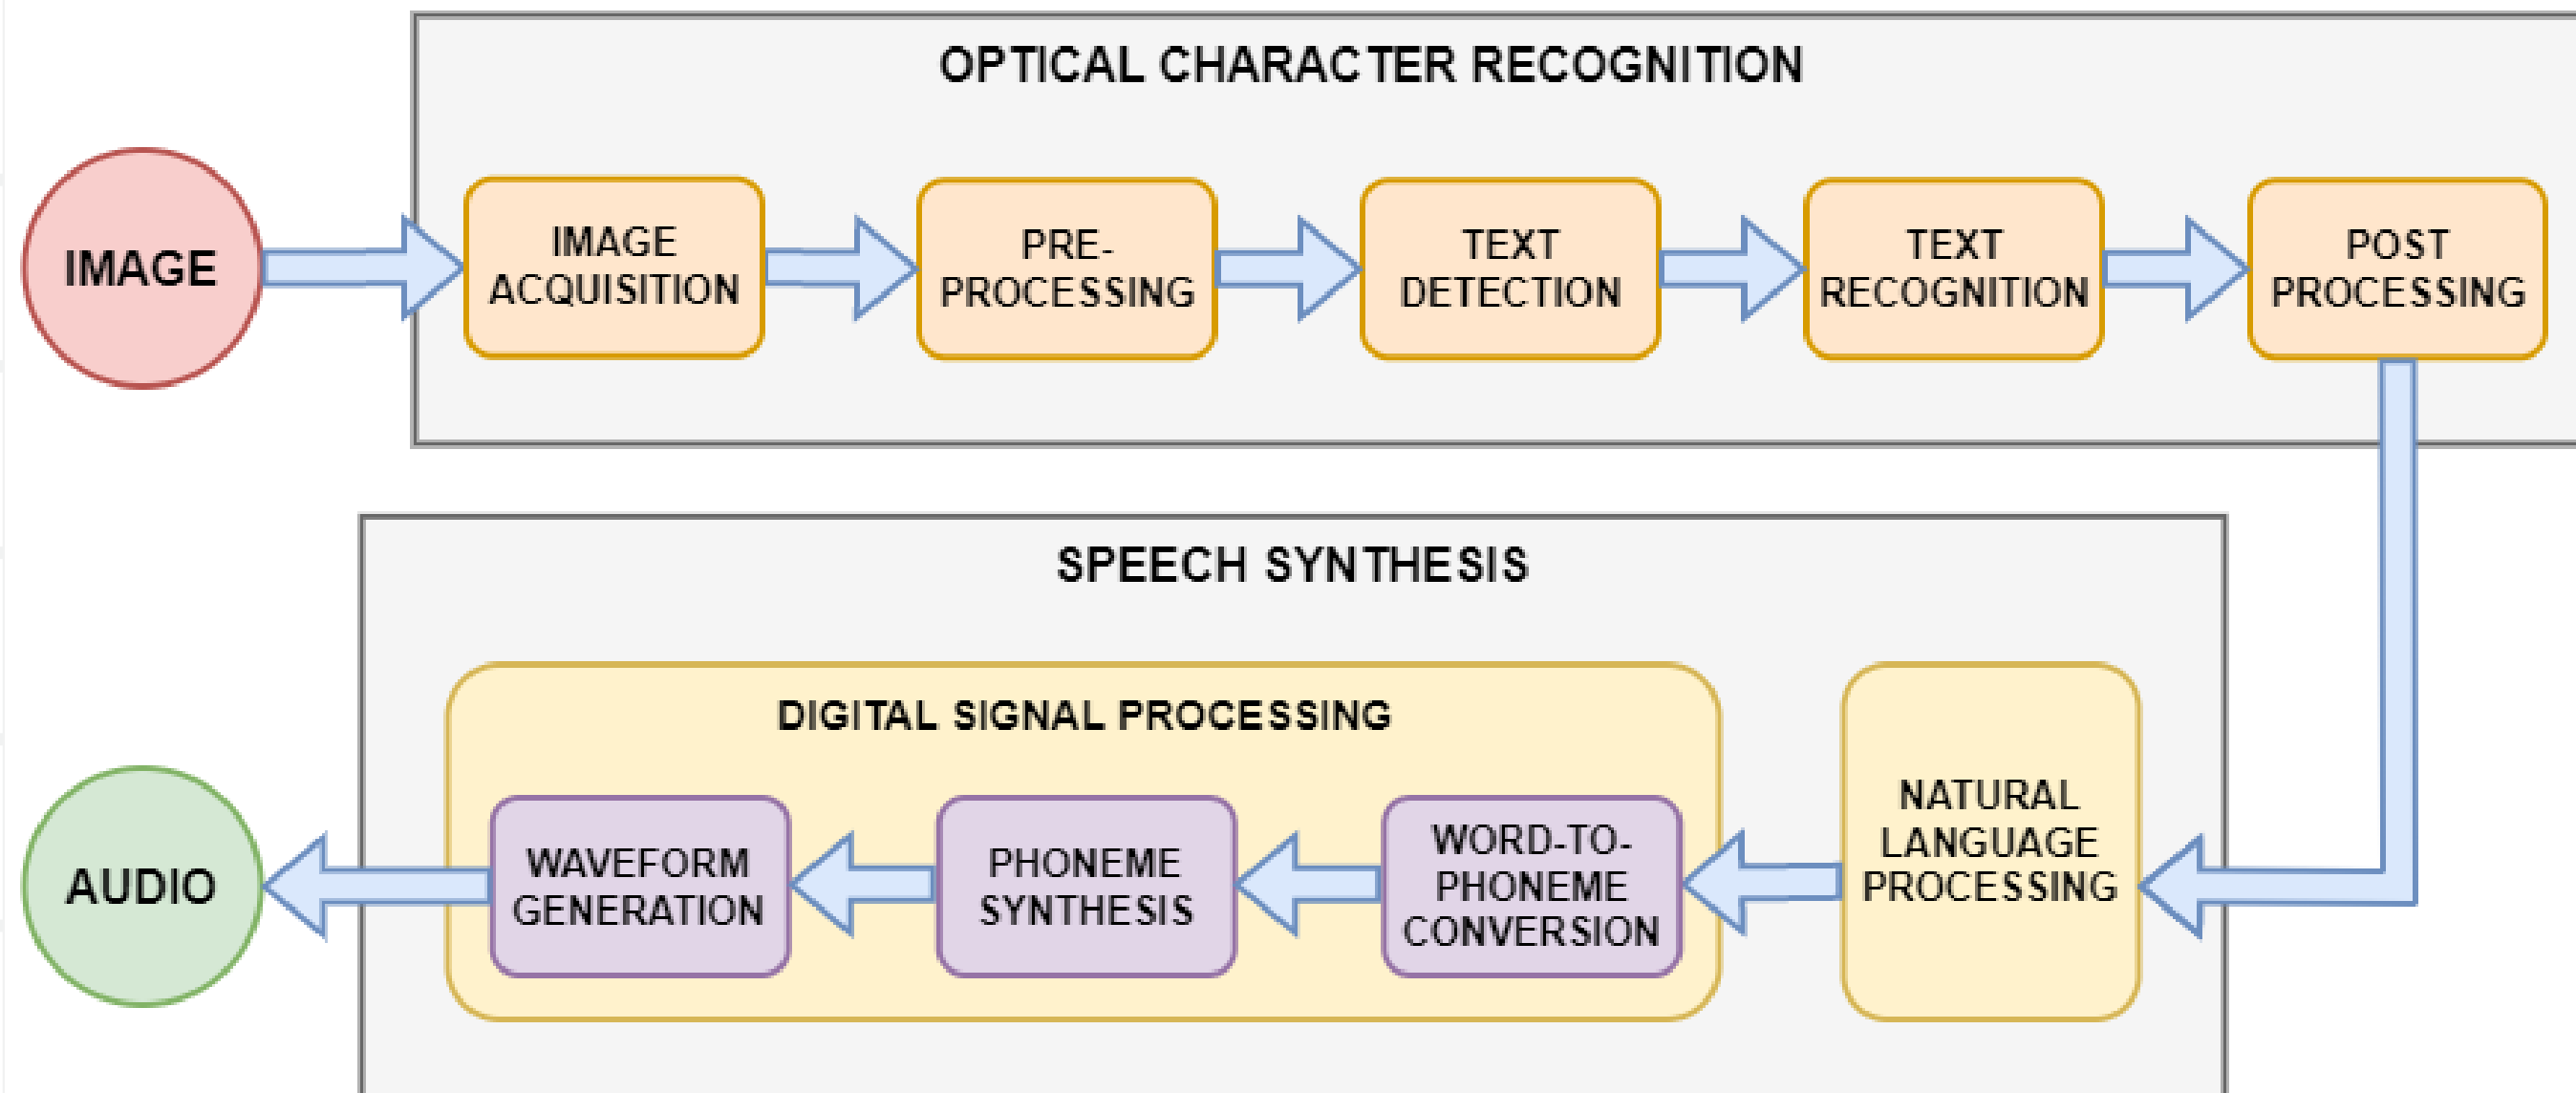 OPTICAL CHARACTER RECOGNITION
IMAGE
IMAGE
ACQUISITION
PRE-
PROCESSING
TEXT
DETECTION
TEXT
RECOGNITION
POST
PROCESSING
SPEECH SYNTHESIS
NATURAL
LANGUAGE
PROCESSING
DIGITAL SIGNAL PROCESSING
WORD-TO-
PHONEME
CONVERSION
PHONEME
SYNTHESIS
WAVEFORM
GENERATION
AUDIO